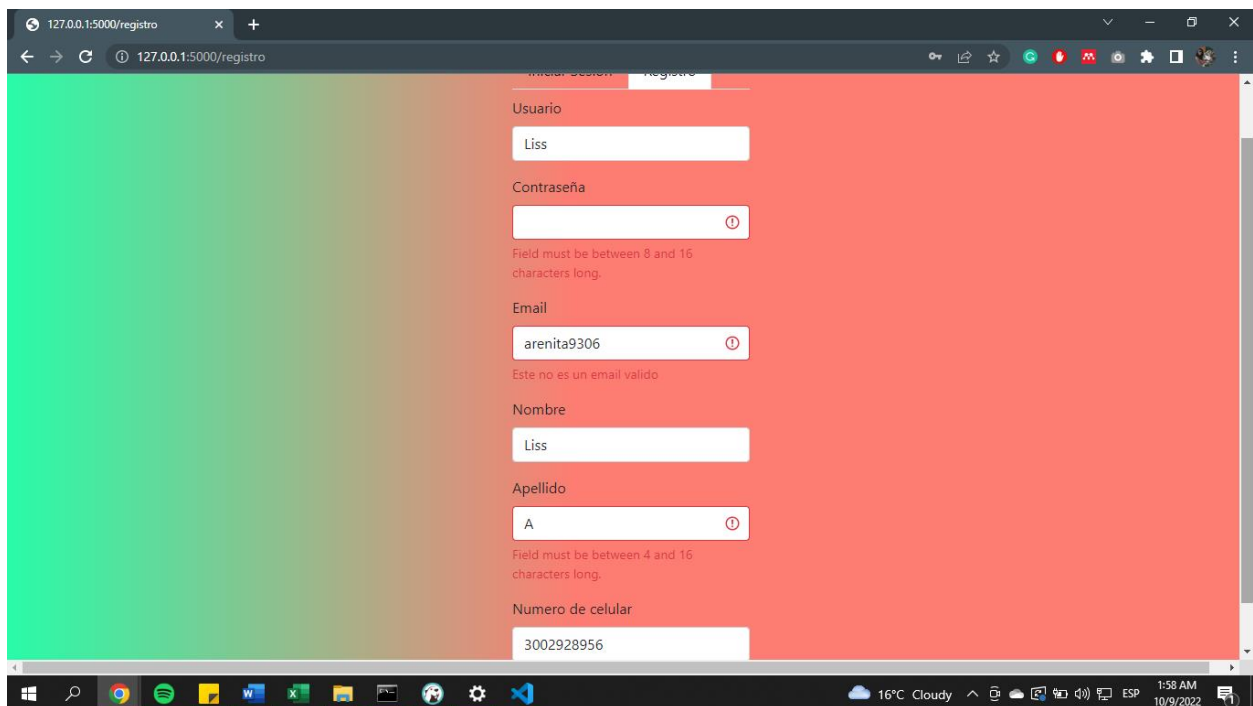 127.0.0.1:5000/registro
127.0.0.1:5000/registro
Iniciar Sesión Registro
Usuario
Liss
Contraseña
Field must be between 8 and 16
characters long.
Email
arenita9306
Este no es un email valido
Nombre
Liss
Apellido
A
Field must be between 4 and 16
characters long.
Numero de celular
3002928956
16°C Cloudy
ESP
1:58 AM
10/9/2022